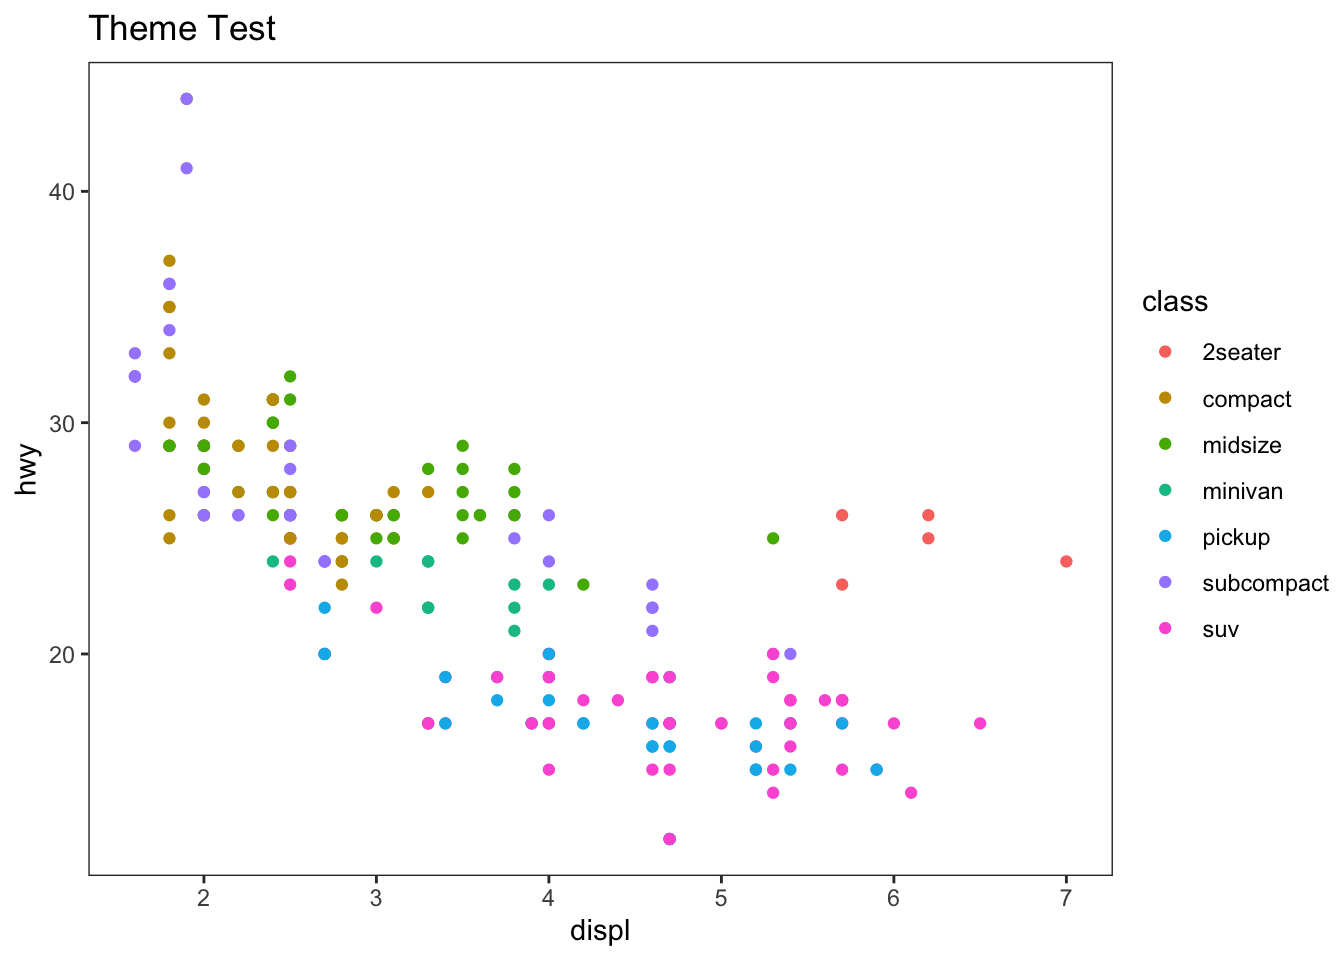 Theme Test
hwy
40
30
20
2 3 4 5 6 7
displ
class
2seater
compact
midsize
minivan
pickup
subcompact
suv